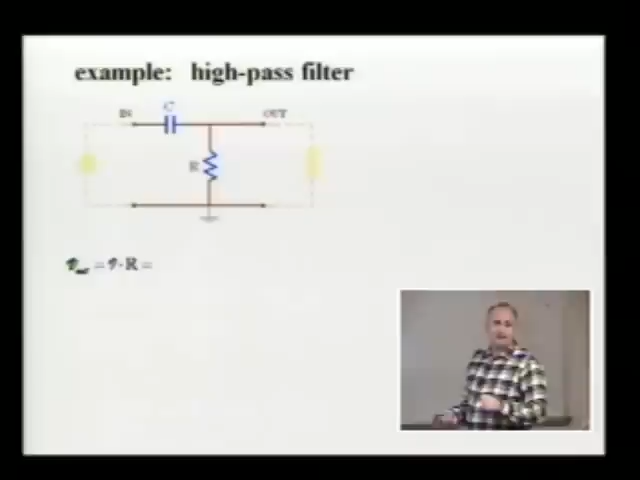 example: high-pass filter
C
IN OUT
R
= · R =